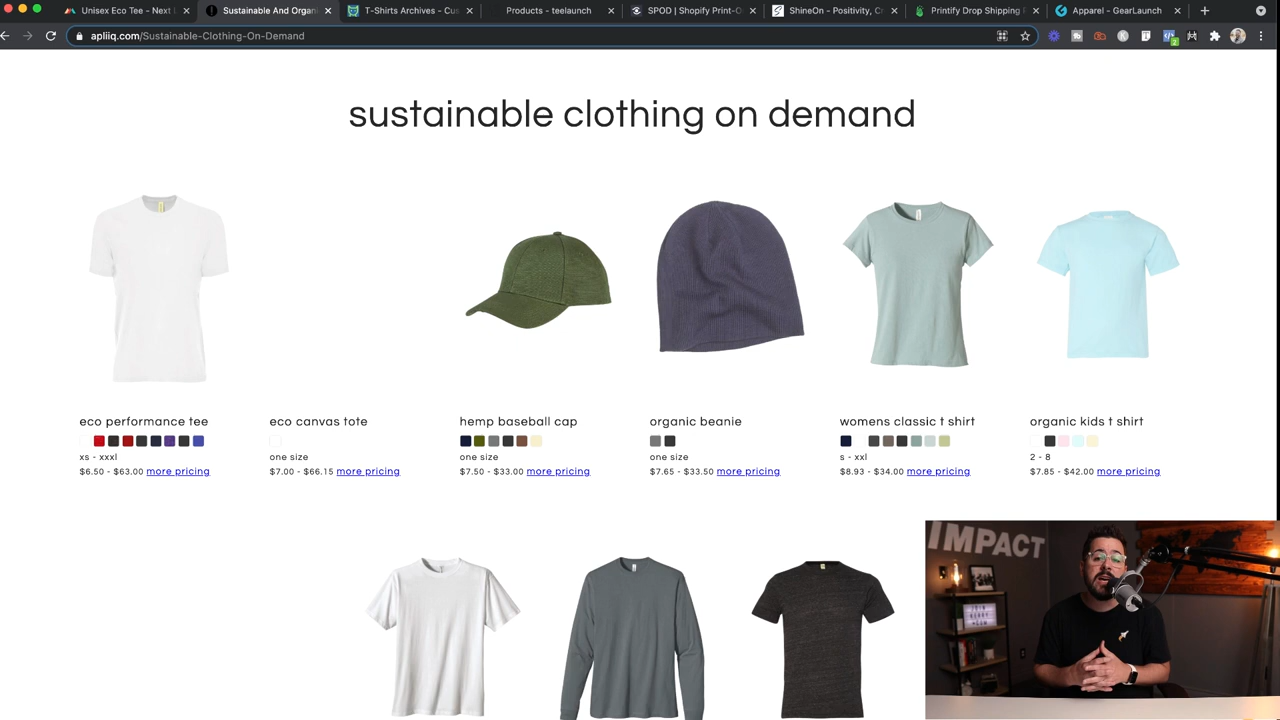 Unisex Eco Tee - Next
Sustainable And Organ
T-Shirts Archives - Cus
Products - teelaunch
SPOD | Shopify Print-O
ShineOn - Positivity, Cr
Printify Drop Shipping
Apparel - GearLaunch
apliiq.com/Sustainable-Clothing-On-Demand
2
sustainable clothing on demand
eco performance tee
xs - xxxl
$6.50 - $63.00 more pricing
eco canvas tote
one size
$7.00 - $66.15 more pricing
hemp baseball cap
one size
$7.50 - $33.00 more pricing
organic beanie
one size
$7.65 - $33.50 more pricing
womens classic t shirt
s - xxl
$8.93 - $34.00 more pricing
organic kids t shirt
2 - 8
$7.85 - $42.00 more pricing
IMPACT